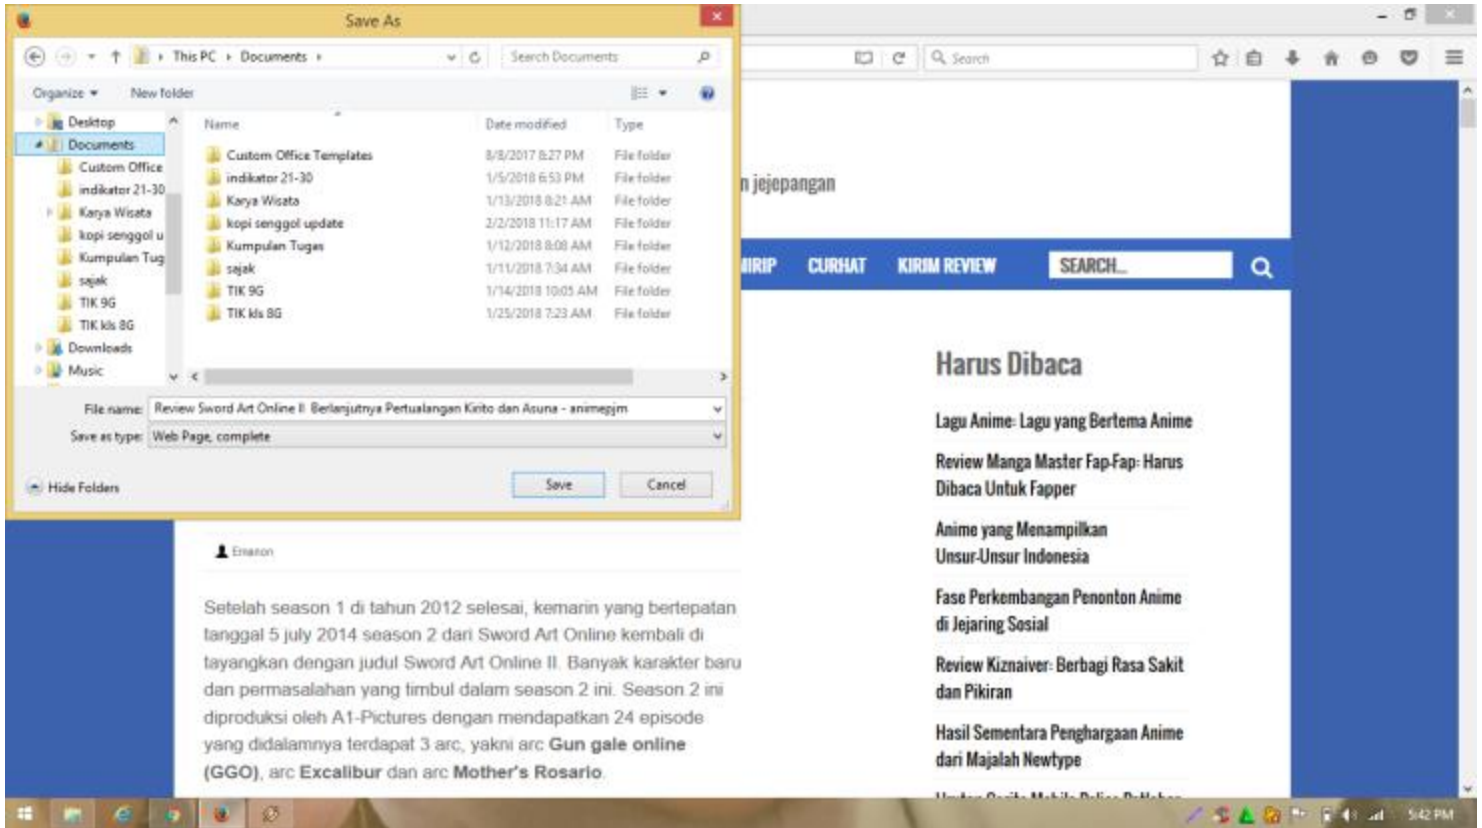 Save As
This PC
Documents
Search Documents
Search
Organize
New folder
Desktop
Documents
Custom Office
indikator 21-30
Karya Wisata
kopi senggol u
Kumpulan Tug
sajak
TIK 9G
TIK kls 8G
Downloads
Music
Name Date modified Type
Custom Office Templates 8/8/2017 8:27 PM File folder
indikator 21-30 1/5/2018 6:53 PM File folder
Karya Wisata 1/13/2018 8:21 AM File folder
kopi senggol update 2/2/2018 11:17 AM File folder
Kumpulan Tugas 1/12/2018 8:08 AM File folder
sajak 1/11/2018 7:34 AM File folder
TIK 9G 1/14/2018 10:05 AM File folder
TIK kls 8G 1/25/2018 7:23 AM File folder
File name: Review Sword Art Online II Berlanjutnya Pertualangan Kirito dan Asuna - animepjm
Save as type: Web Page, complete
Hide Folders
Save
Cancel
n jejepangan
MIRIP CURHAT KIRIM REVIEW SEARCH...
Emanon
Setelah season 1 di tahun 2012 selesai, kemarin yang bertepatan
tanggal 5 july 2014 season 2 dari Sword Art Online kembali di
tayangkan dengan judul Sword Art Online II. Banyak karakter baru
dan permasalahan yang timbul dalam season 2 ini. Season 2 ini
diproduksi oleh A1-Pictures dengan mendapatkan 24 episode
yang didalamnya terdapat 3 arc, yakni arc Gun gale online
(GGO), arc Excalibur dan arc Mother's Rosario.
Harus Dibaca
Lagu Anime: Lagu yang Bertema Anime
Review Manga Master Fap-Fap: Harus
Dibaca Untuk Fapper
Anime yang Menampilkan
Unsur-Unsur Indonesia
Fase Perkembangan Penonton Anime
di Jejaring Sosial
Review Kiznaiver: Berbagi Rasa Sakit
dan Pikiran
Hasil Sementara Penghargaan Anime
dari Majalah Newtype
5:42 PM